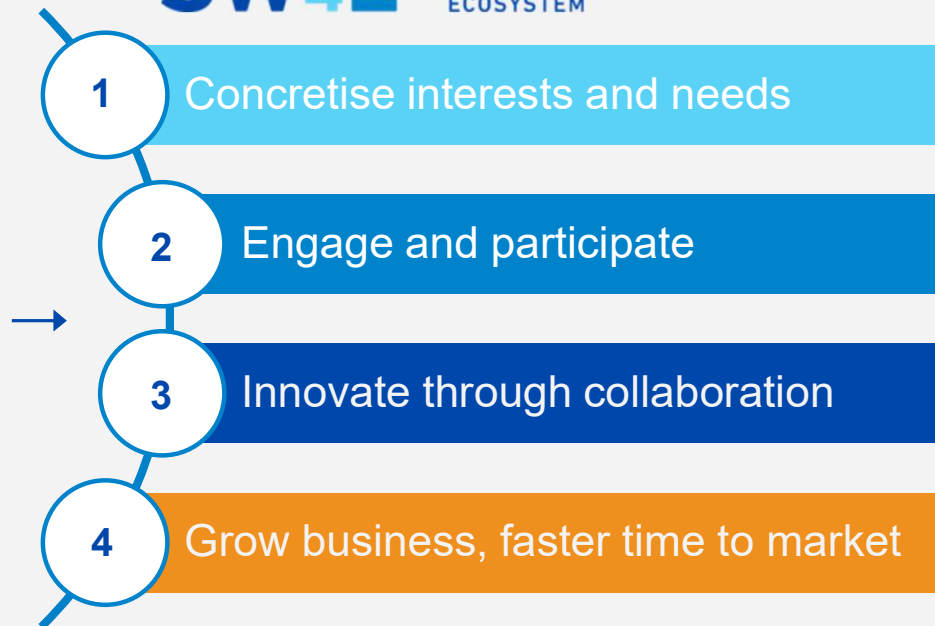 SW4E
ECOSYSTEM
1
Concretise interests and needs
2
Engage and participate
3
Innovate through collaboration
4
Grow business, faster time to market